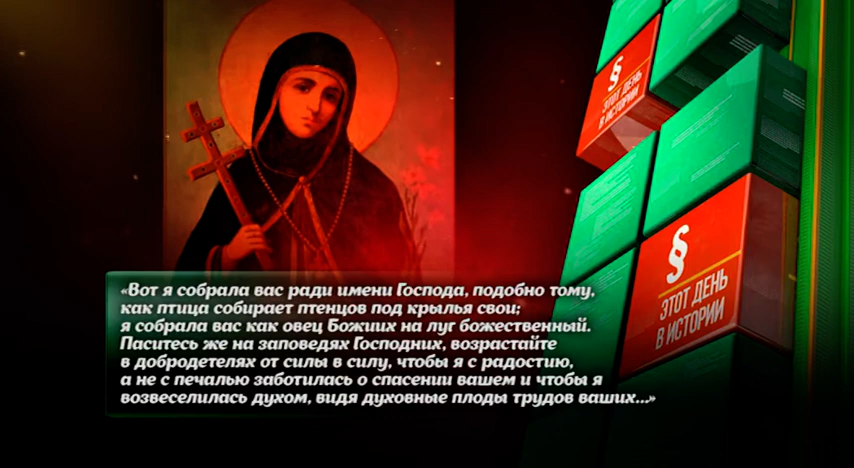 §
ЭТОТ ДЕНЬ
В ИСТОРИИ
§
ЭТОТ ДЕНЬ
В ИСТОРИИ
«Вот я собрала вас ради имени Господа, подобно тому,
как птица собирает птенцов под крылья свои;
я собрала вас как овец Божиих на луг божественный.
Паситесь же на заповедях Господних, возрастайте
в добродетелях от силы в силу, чтобы я с радостию,
а не с печалью заботилась о спасении вашем и чтобы я
возвеселилась духом, видя духовные плоды трудов ваших...»